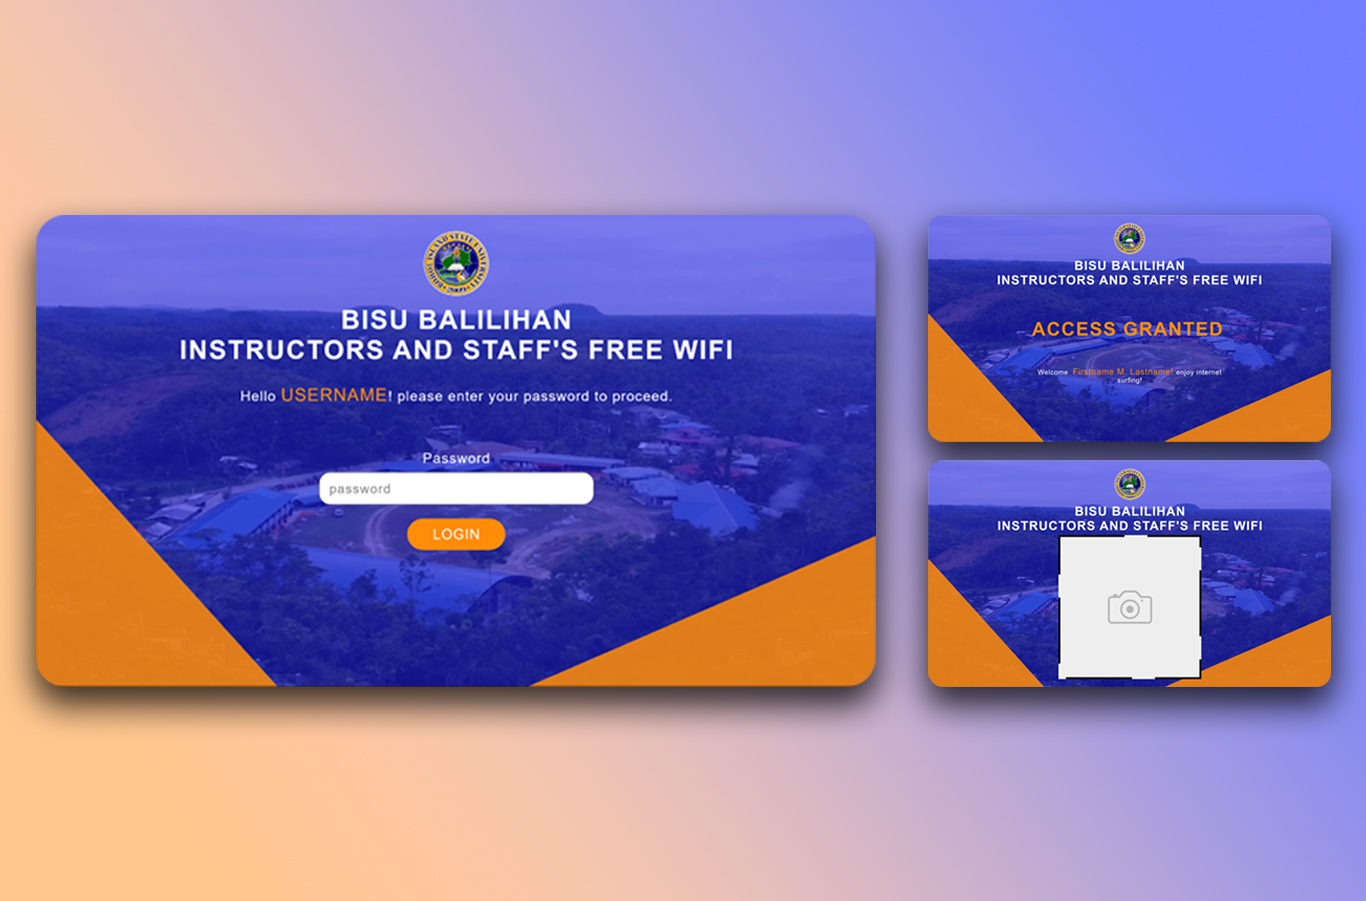 BISU BALILIHAN
INSTRUCTORS AND STAFF'S FREE WIFI
Hello USERNAME! please enter your password to proceed.
Password
password
LOGIN
BISU BALILIHAN
INSTRUCTORS AND STAFF'S FREE WIFI
ACCESS GRANTED
Welcome Firstname M. Lastname! enjoy internet
surfing!
BISU BALILIHAN
INSTRUCTORS AND STAFF'S FREE WIFI